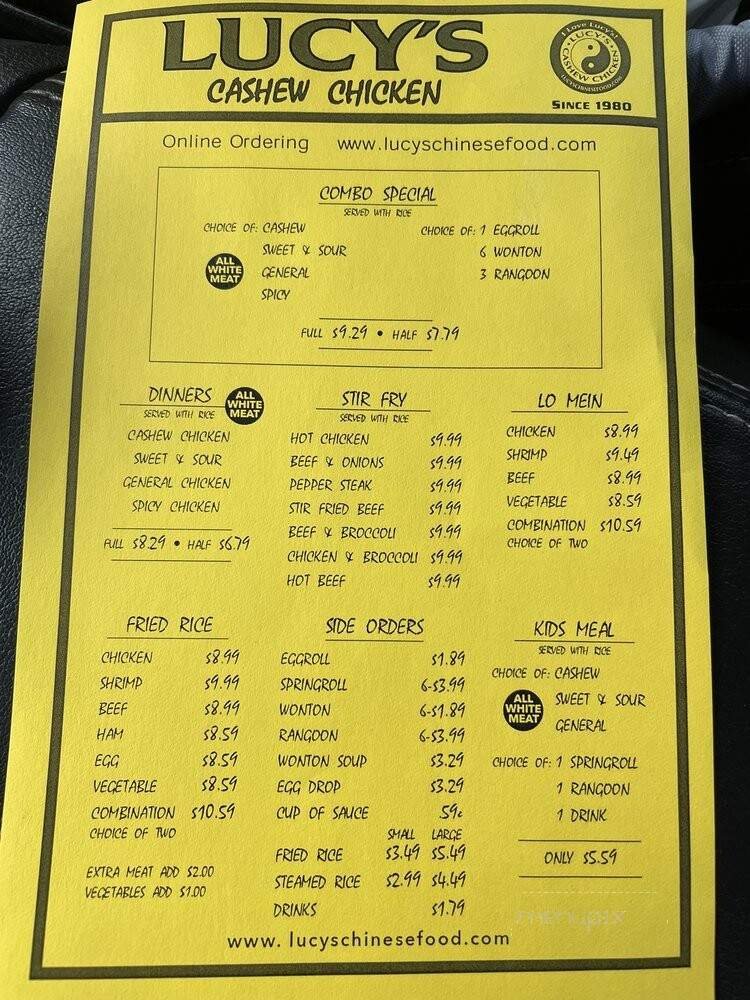 LUCY'S
CASHEW CHICKEN
I Love Lucy's!
LUCY'S
CASHEW CHICKEN
LUCYSCHINESEFOOD.COM
SINCE 1980
Online Ordering www.lucyschinesefood.com
COMBO SPECIAL
SERVED WITH RICE
CHOICE OF: CASHEW
SWEET & SOUR
GENERAL
SPICY
ALL
WHITE
MEAT
CHOICE OF: 1 EGGROLL
6 WONTON
3 RANGOON
FULL $9.29 • HALF $7.79
DINNERS
SERVED WITH RICE
ALL
WHITE
MEAT
CASHEW CHICKEN
SWEET & SOUR
GENERAL CHICKEN
SPICY CHICKEN
FULL $8.29 • HALF $6.79
STIR FRY
SERVED WITH RICE
HOT CHICKEN $9.99
BEEF & ONIONS $9.99
PEPPER STEAK $9.99
STIR FRIED BEEF $9.99
BEEF & BROCCOLI $9.99
CHICKEN & BROCCOLI $9.99
HOT BEEF $9.99
LO MEIN
CHICKEN $8.99
SHRIMP $9.49
BEEF $8.99
VEGETABLE $8.59
COMBINATION $10.59
CHOICE OF TWO
FRIED RICE
CHICKEN $8.99
SHRIMP $9.99
BEEF $8.99
HAM $8.59
EGG $8.59
VEGETABLE $8.59
COMBINATION $10.59
CHOICE OF TWO
EXTRA MEAT ADD $2.00
VEGETABLES ADD $1.00
SIDE ORDERS
EGGROLL $1.89
SPRINGROLL 6-$3.99
WONTON 6-$1.89
RANGOON 6-$3.99
WONTON SOUP $3.29
EGG DROP $3.29
CUP OF SAUCE .59¢
SMALL LARGE
FRIED RICE $3.49 $5.49
STEAMED RICE $2.99 $4.49
DRINKS $1.79
KIDS MEAL
SERVED WITH RICE
CHOICE OF: CASHEW
SWEET & SOUR
GENERAL
ALL
WHITE
MEAT
CHOICE OF: 1 SPRINGROLL
1 RANGOON
1 DRINK
ONLY $5.59
menupix
www. lucyschinesefood.com